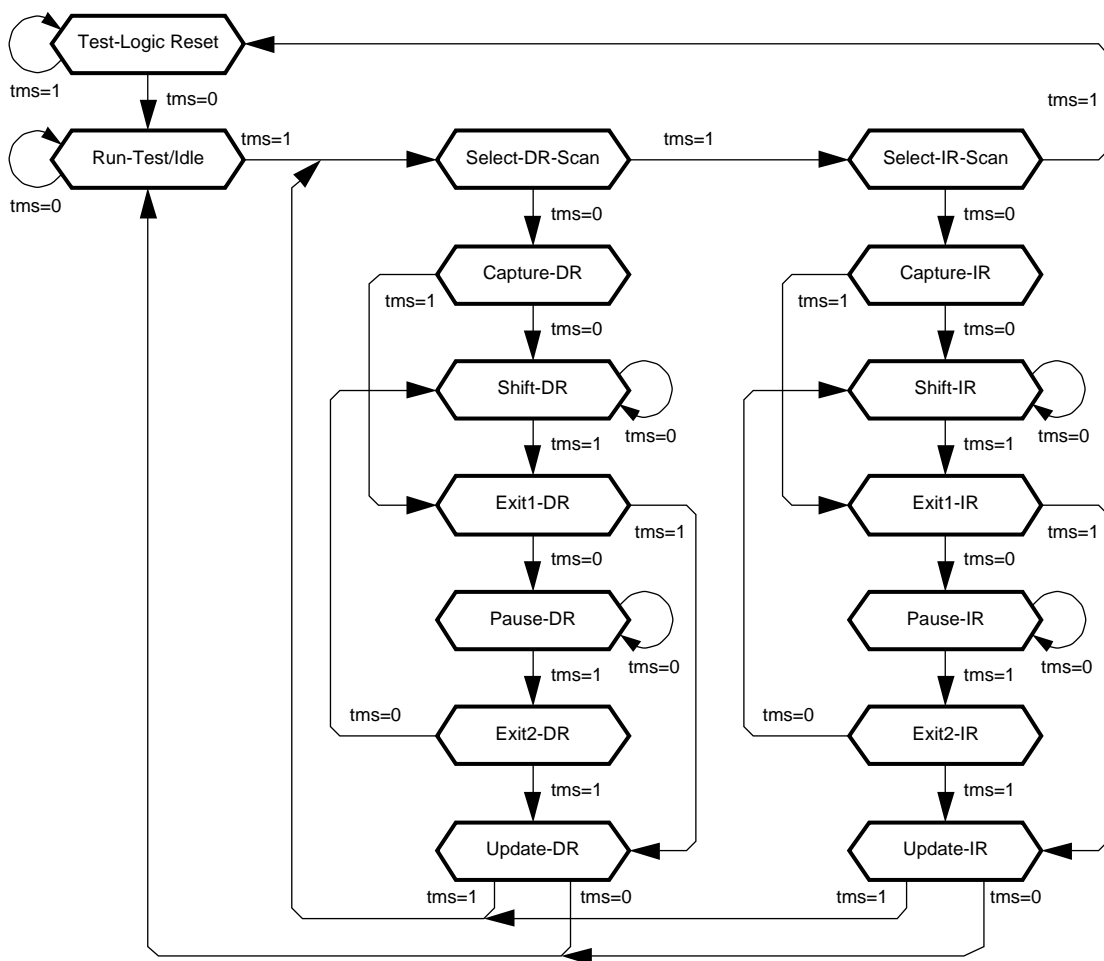 Test-Logic Reset
tms=1
tms=0
tms=1
Run-Test/Idle
tms=1
Select-DR-Scan
tms=1
Select-IR-Scan
tms=0
tms=0
tms=0
Capture-DR
Capture-IR
tms=1
tms=1
tms=0
tms=0
Shift-DR
Shift-IR
tms=0
tms=0
tms=1
tms=1
Exit1-DR
Exit1-IR
tms=1
tms=1
tms=0
tms=0
Pause-DR
Pause-IR
tms=0
tms=0
tms=1
tms=1
tms=0
tms=0
Exit2-DR
Exit2-IR
tms=1
tms=1
Update-DR
Update-IR
tms=1
tms=0
tms=1
tms=0